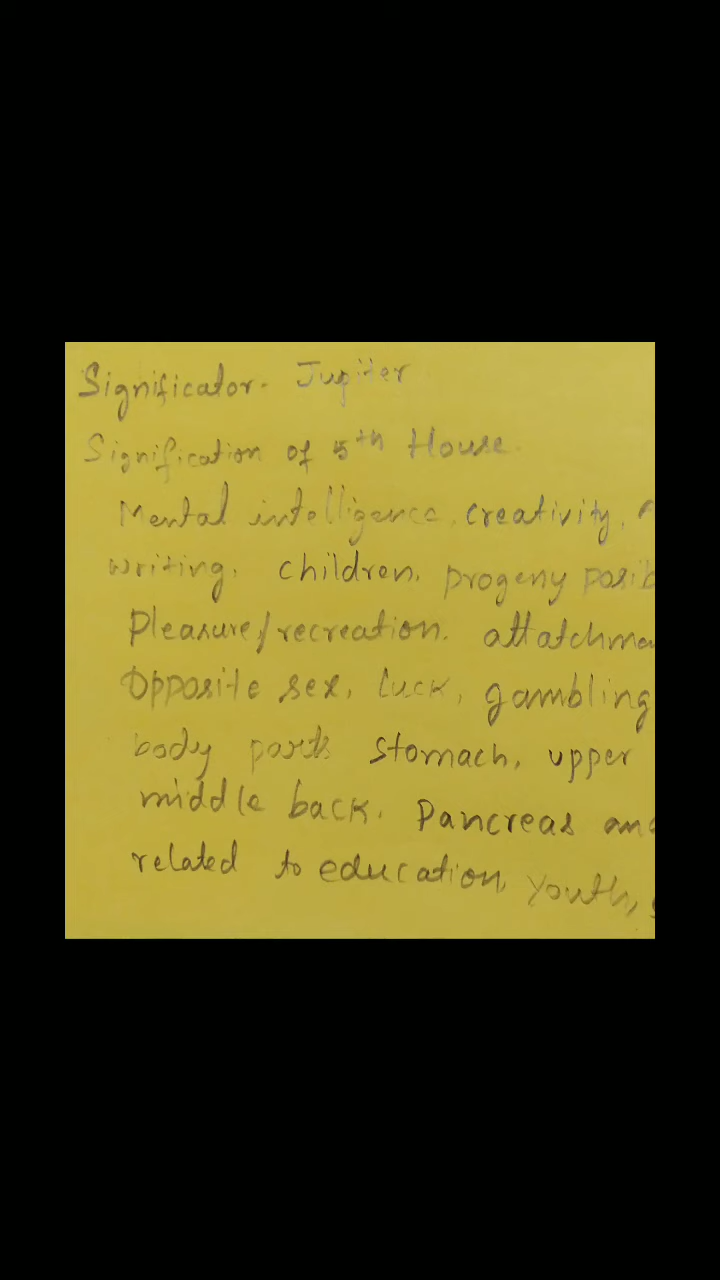 Significator- Jupiter
Signification of 5th House.
Mental intelligence, creativity,
writing. children. progeny
Pleasure/recreation.
Opposite sex, luck, gambling
body parts stomach, upper
middle back. Pancreas
related to education, Youth,